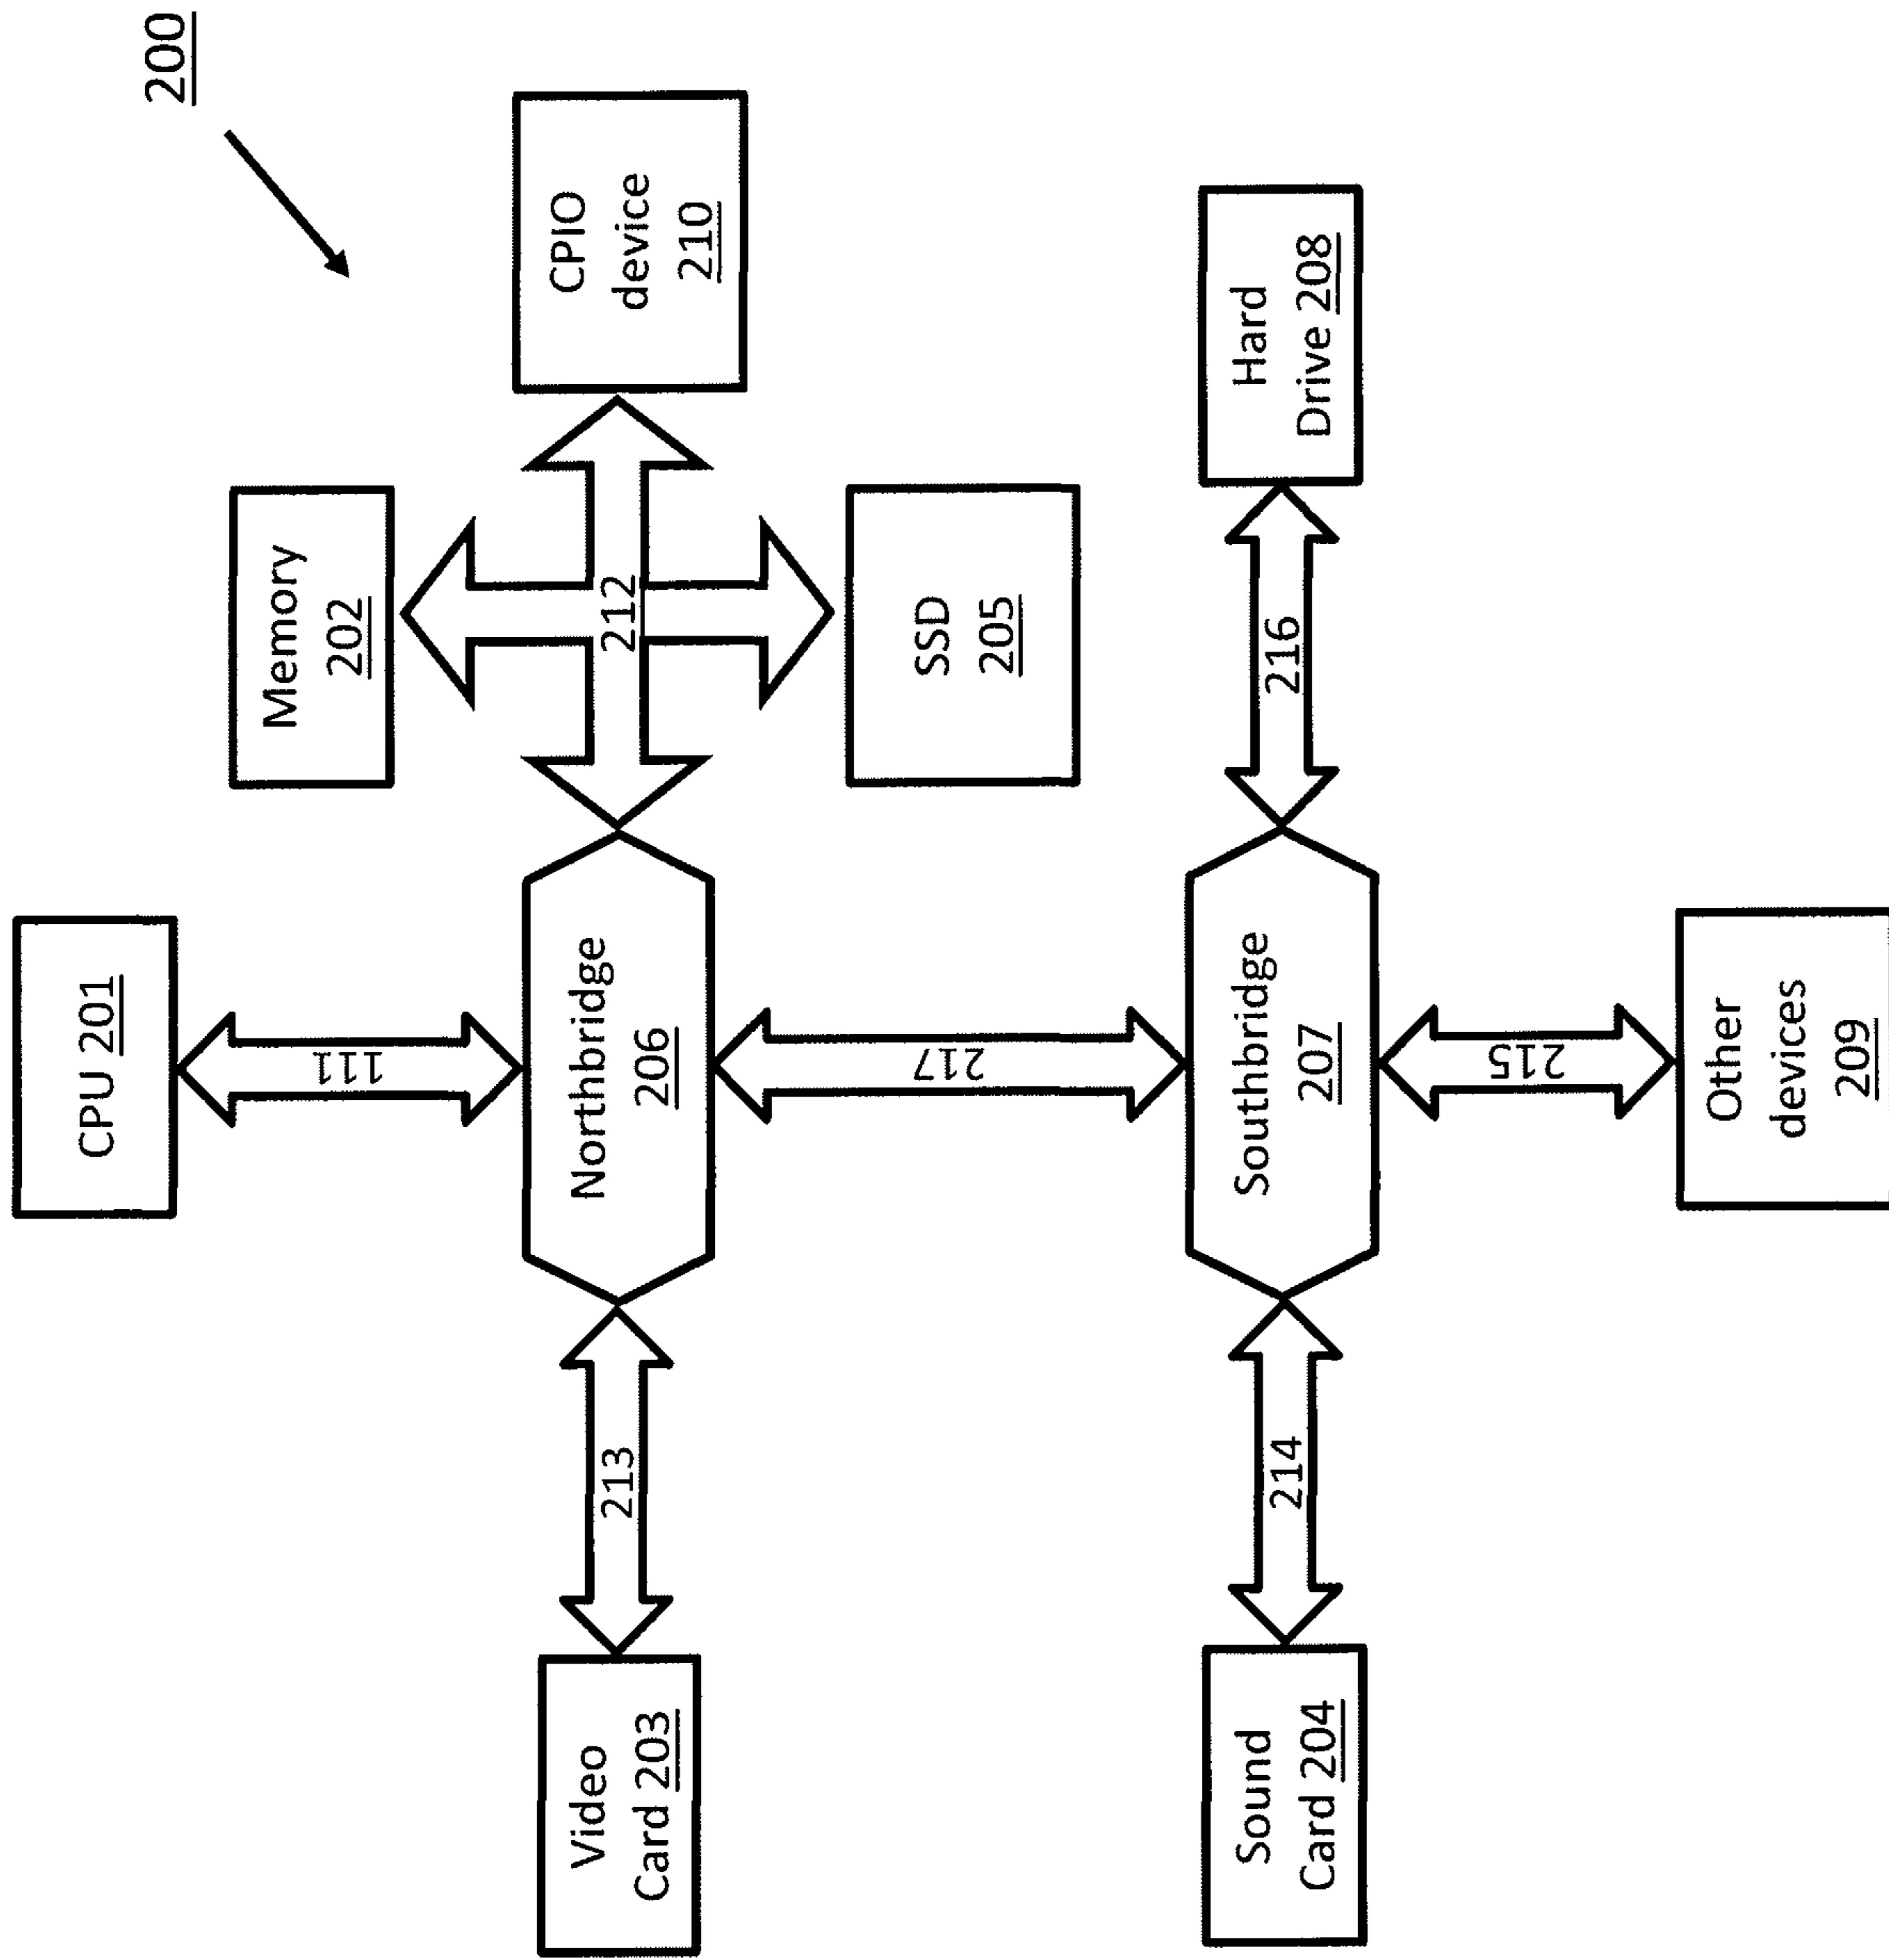 200
CPU 201
111
Memory
202
Video
Card 203
213
Northbridge
206
212
CPIO
device
210
217
SSD
205
Sound
Card 204
214
Southbridge
207
216
Hard
Drive 208
215
Other
devices
209